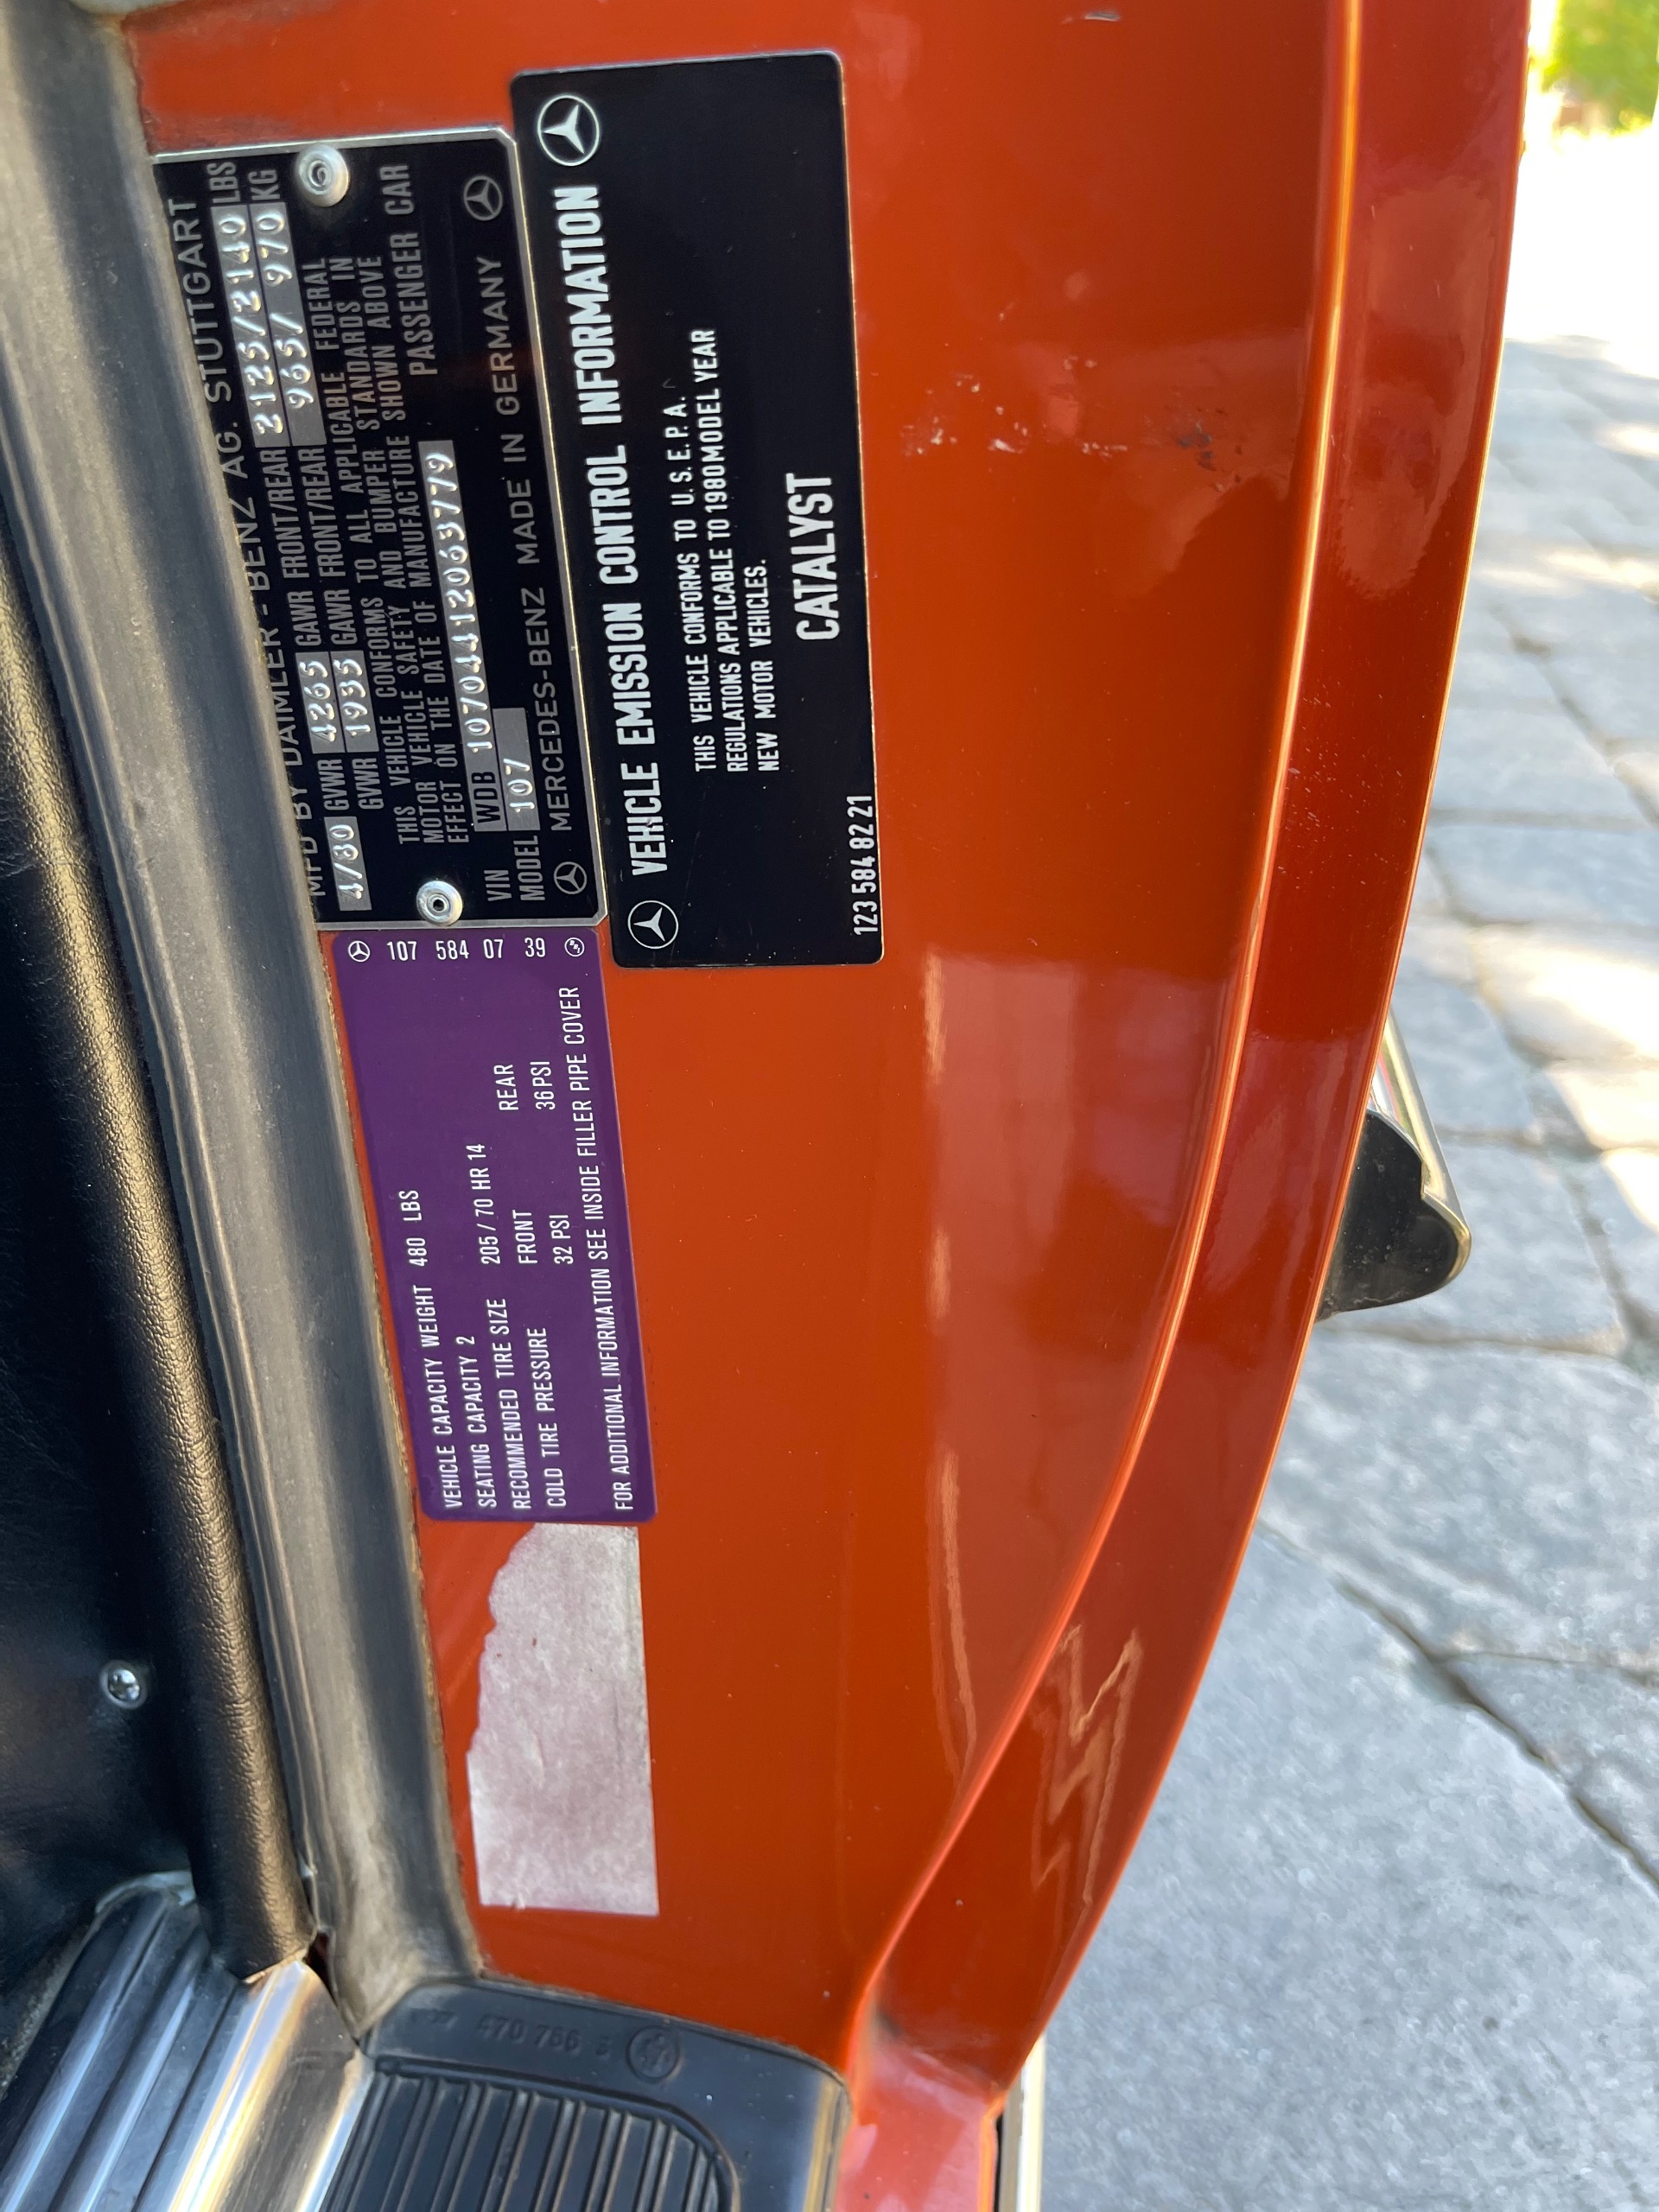 MFD BY DAIMLER-BENZ AG. STUTTGART
4/80 GVWR 4265 GAWR FRONT/REAR 2125/2140 LBS
GVWR 1935 GAWR FRONT/REAR 965/ 970 KG
THIS VEHICLE CONFORMS TO ALL APPLICABLE FEDERAL
MOTOR VEHICLE SAFETY AND BUMPER STANDARDS IN
EFFECT ON THE DATE OF MANUFACTURE SHOWN ABOVE
VIN WDB 10704412063779 PASSENGER CAR
MODEL 107
MERCEDES-BENZ MADE IN GERMANY
VEHICLE EMISSION CONTROL INFORMATION
THIS VEHICLE CONFORMS TO U.S.E.P.A.
REGULATIONS APPLICABLE TO 1980 MODEL YEAR
NEW MOTOR VEHICLES.
CATALYST
123 584 82 21
107 584 07 39
VEHICLE CAPACITY WEIGHT 480 LBS
SEATING CAPACITY 2
RECOMMENDED TIRE SIZE 205/70 HR 14
COLD TIRE PRESSURE FRONT REAR
32 PSI 36 PSI
FOR ADDITIONAL INFORMATION SEE INSIDE FILLER PIPE COVER